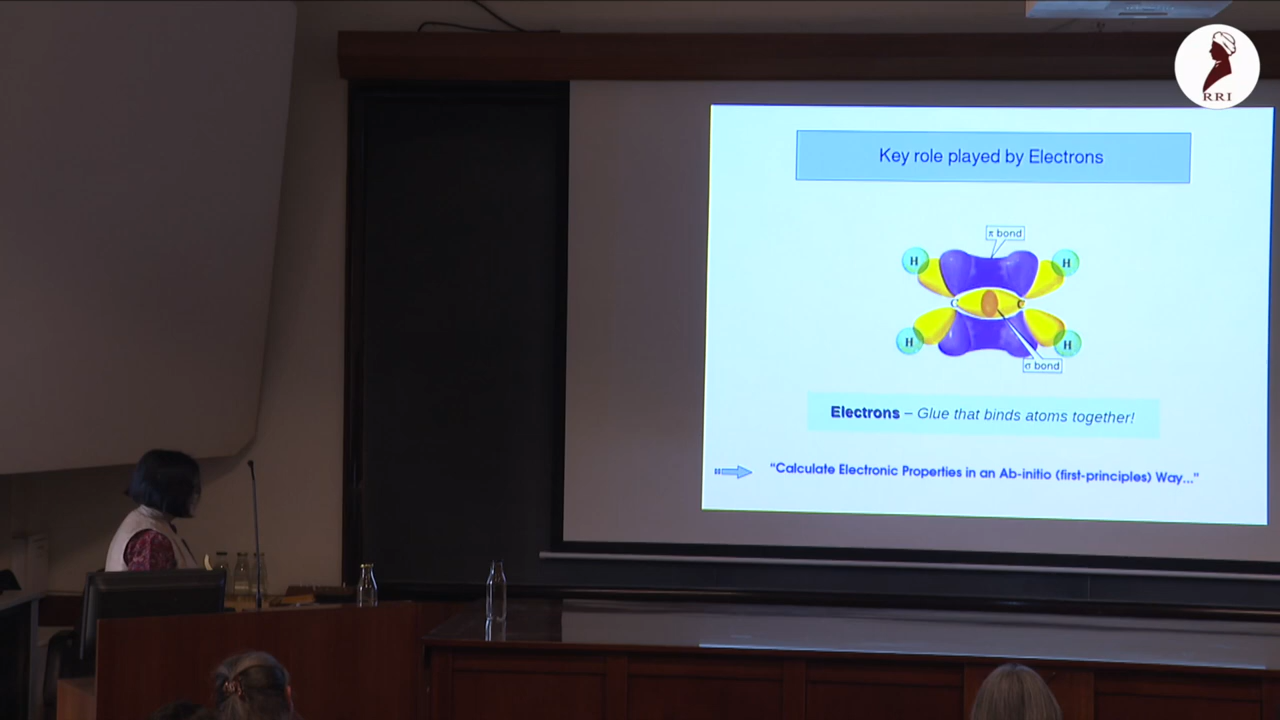 RRI
Key role played by Electrons
π bond
H
H
C
C
H
H
σ bond
Electrons – Glue that binds atoms together!
"Calculate Electronic Properties in an Ab-initio (first-principles) Way..."